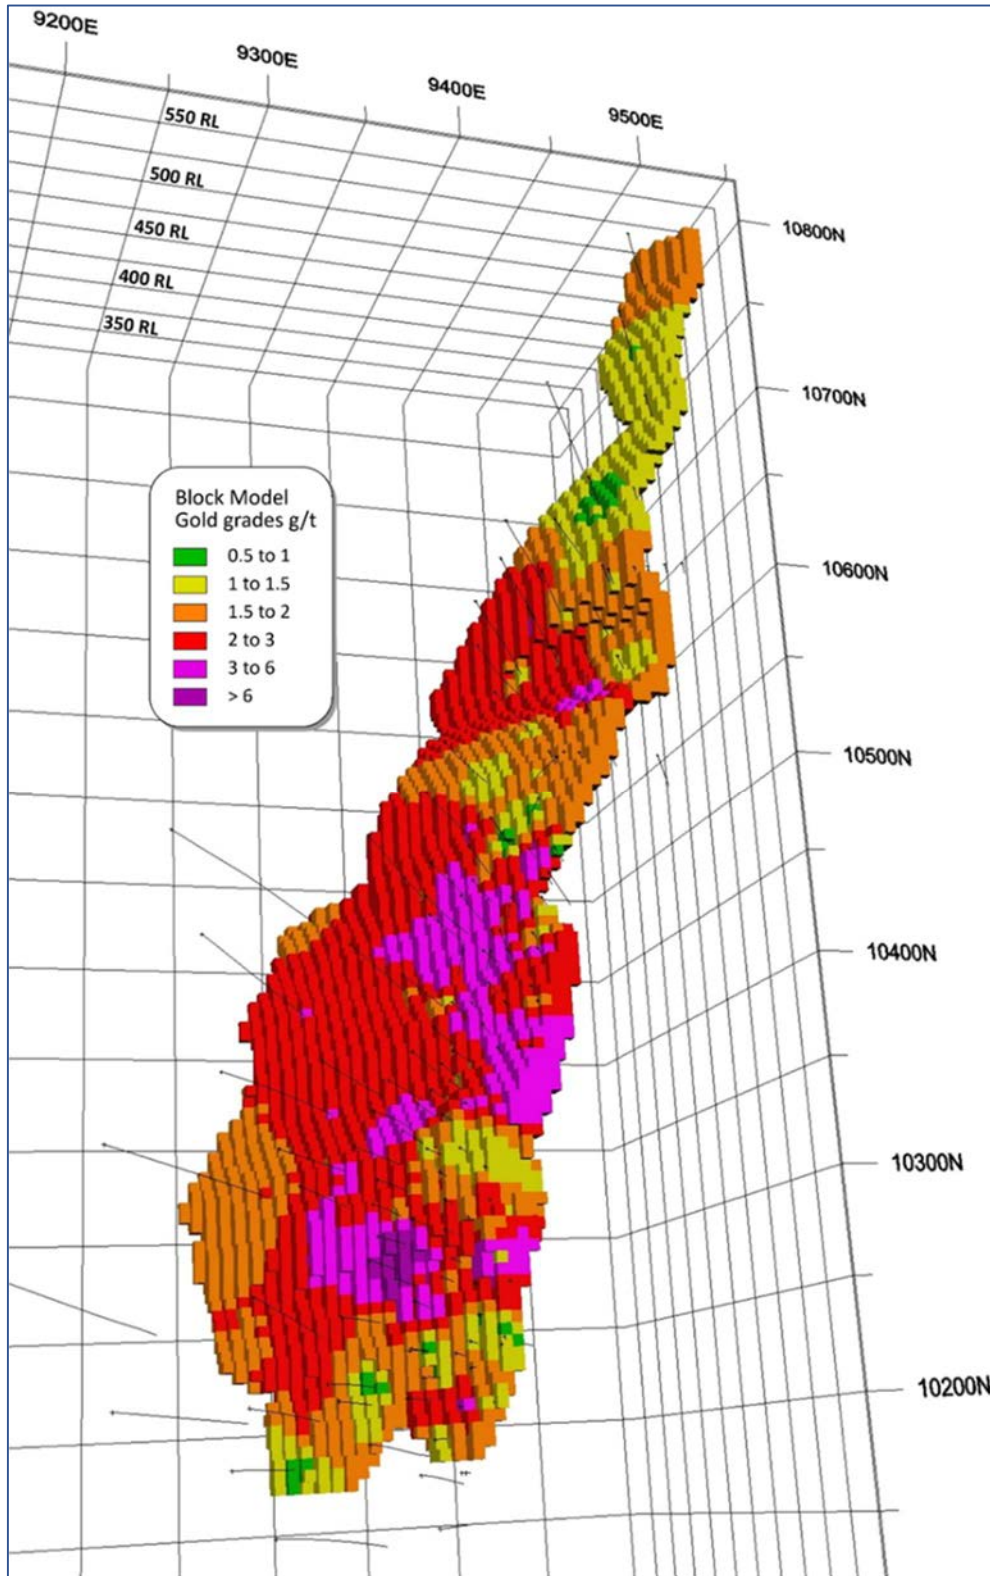 9200E
9300E
9400E
9500E
550 RL
500 RL
450 RL
400 RL
350 RL
10800N
10700N
10600N
10500N
10400N
10300N
10200N
Block Model
Gold grades g/t
0.5 to 1
1 to 1.5
1.5 to 2
2 to 3
3 to 6
> 6